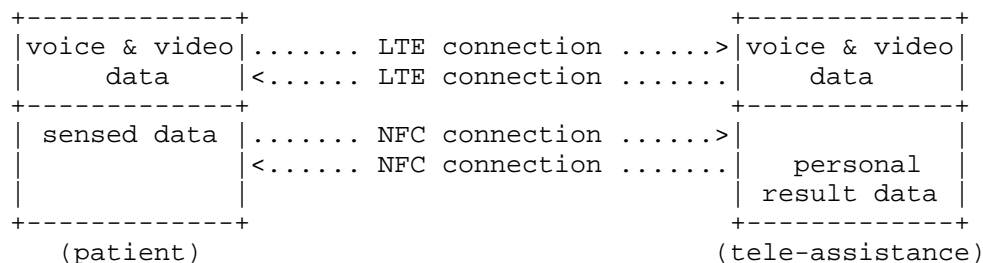 +-------------+                             +-------------+
|voice & video|....... LTE connection ......>|voice & video|
|     data    |<...... LTE connection .......|     data    |
+-------------+                             +-------------+
| sensed data |....... NFC connection ......>|             |
|             |<...... NFC connection .......|   personal  |
|             |                             | result data |
+-------------+                             +-------------+
(patient)                                 (tele-assistance)